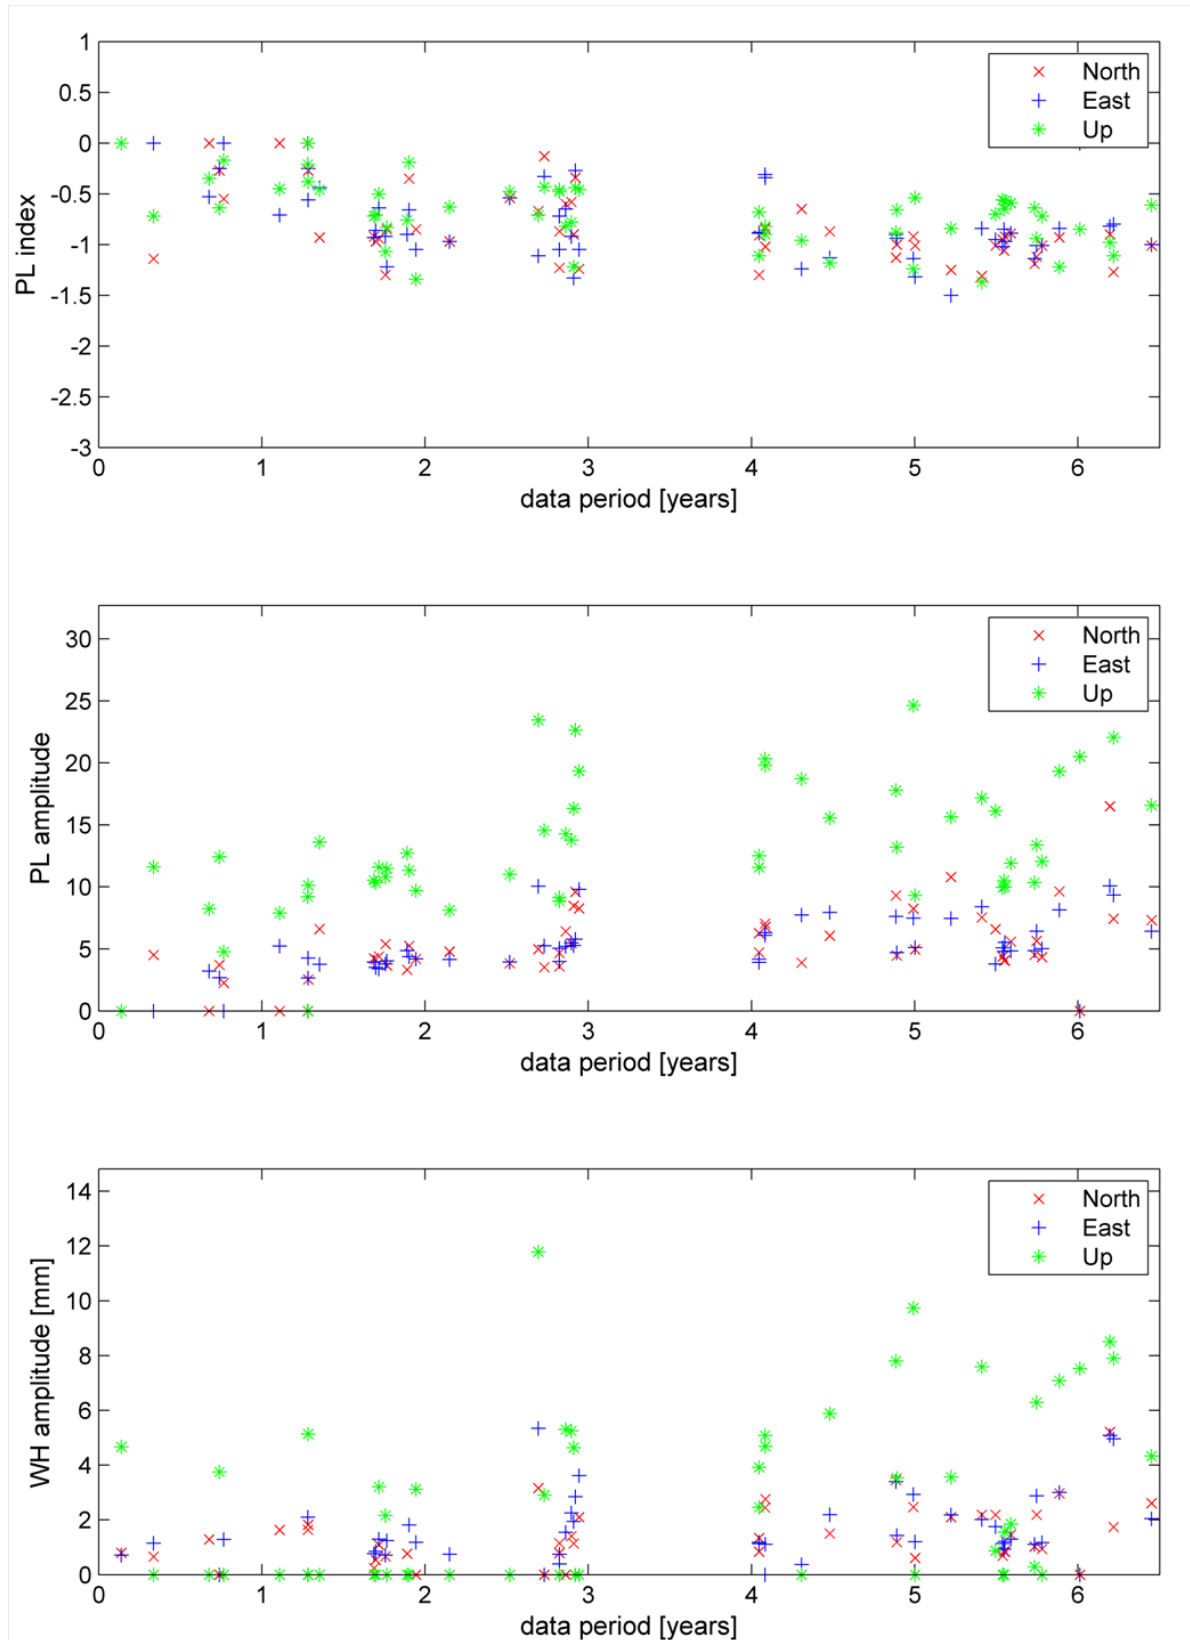 1
0.5
0
-0.5
-1
-1.5
-2
-2.5
-3
PL index
North
East
Up
0 1 2 3 4 5 6
data period [years]
30
25
20
15
10
5
0
PL amplitude
North
East
Up
0 1 2 3 4 5 6
data period [years]
14
12
10
8
6
4
2
0
WH amplitude [mm]
North
East
Up
0 1 2 3 4 5 6
data period [years]